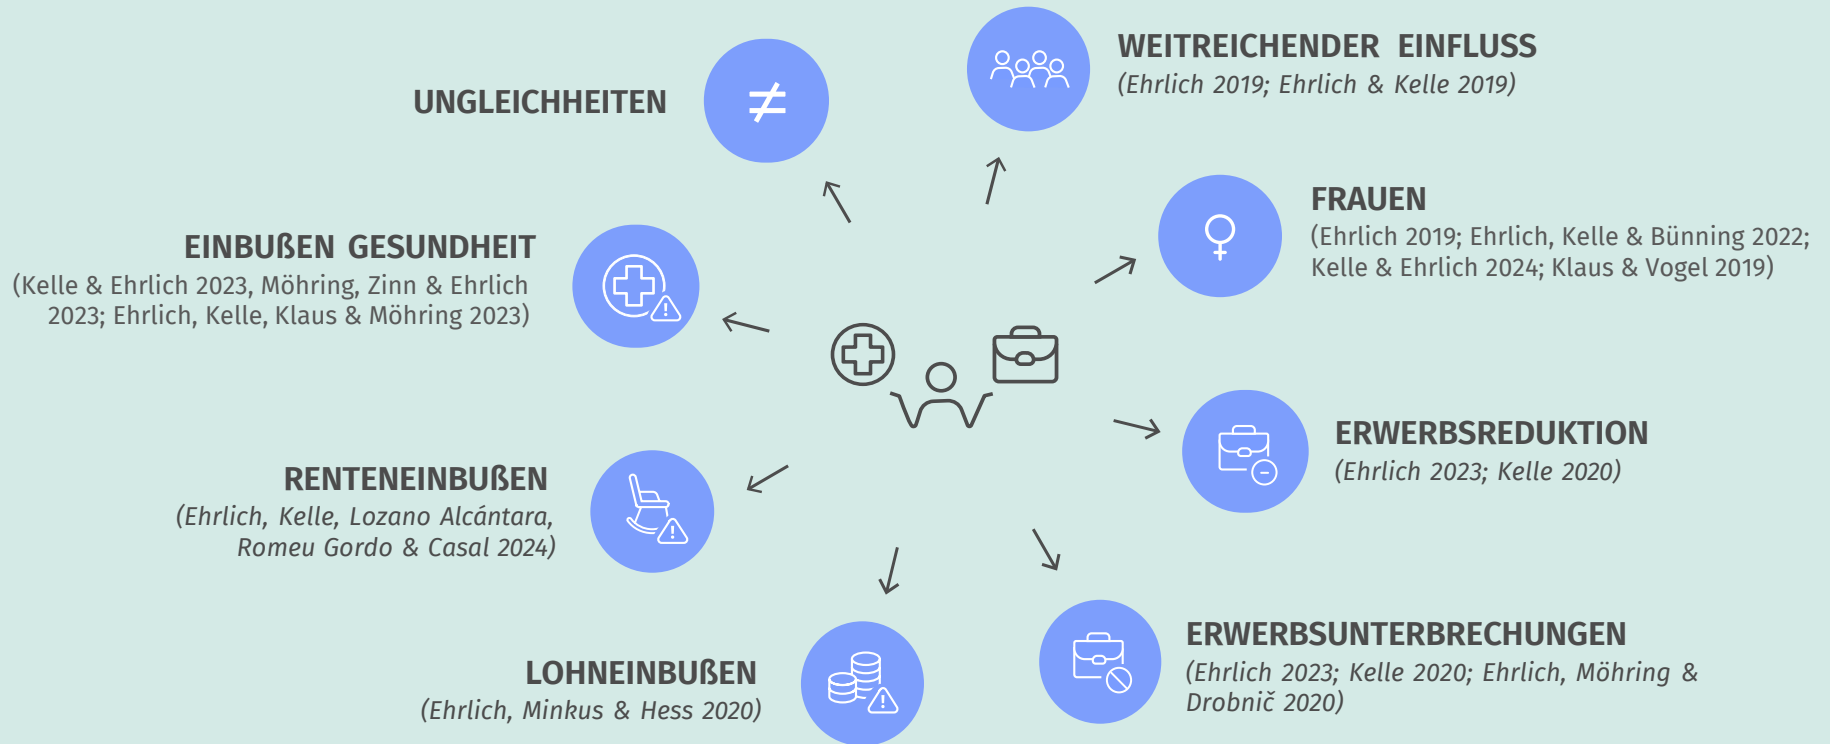 UNGLEICHHEITEN
≠
WEITREICHENDER EINFLUSS
(Ehrlich 2019; Ehrlich & Kelle 2019)
FRAUEN
(Ehrlich 2019; Ehrlich, Kelle & Bünning 2022;
Kelle & Ehrlich 2024; Klaus & Vogel 2019)
ERWERBSREDUKTION
(Ehrlich 2023; Kelle 2020)
ERWERBSUNTERBRECHUNGEN
(Ehrlich 2023; Kelle 2020; Ehrlich, Möhring &
Drobnič 2020)
LOHNEINBUßEN
(Ehrlich, Minkus & Hess 2020)
RENTENEINBUßEN
(Ehrlich, Kelle, Lozano Alcántara,
Romeu Gordo & Casal 2024)
EINBUßEN GESUNDHEIT
(Kelle & Ehrlich 2023, Möhring, Zinn & Ehrlich
2023; Ehrlich, Kelle, Klaus & Möhring 2023)